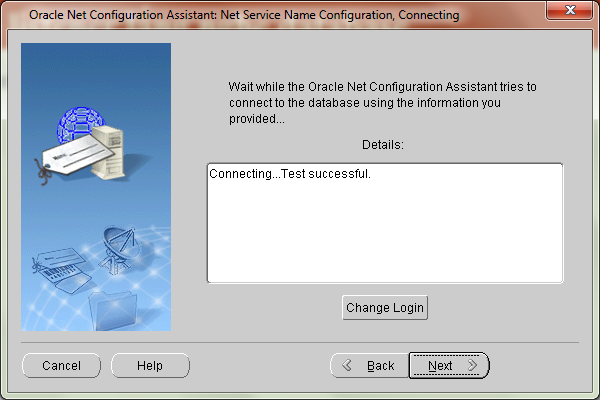 Oracle Net Configuration Assistant: Net Service Name Configuration, Connecting
Wait while the Oracle Net Configuration Assistant tries to
connect to the database using the information you
provided...
Details:
Connecting...Test successful.
Change Login
Cancel
Help
Back
Next